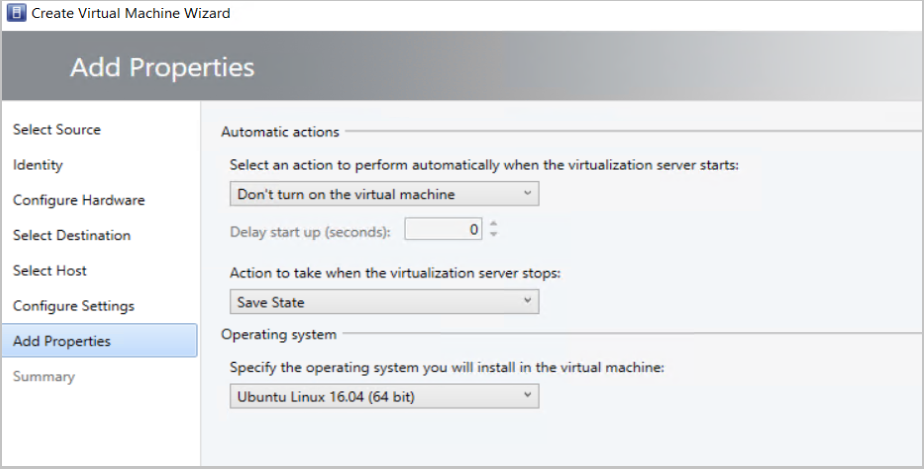 Create Virtual Machine Wizard
Add Properties
Select Source
Identity
Configure Hardware
Select Destination
Select Host
Configure Settings
Add Properties
Summary
Automatic actions
Select an action to perform automatically when the virtualization server starts:
Don't turn on the virtual machine
Delay start up (seconds): 0
Action to take when the virtualization server stops:
Save State
Operating system
Specify the operating system you will install in the virtual machine:
Ubuntu Linux 16.04 (64 bit)